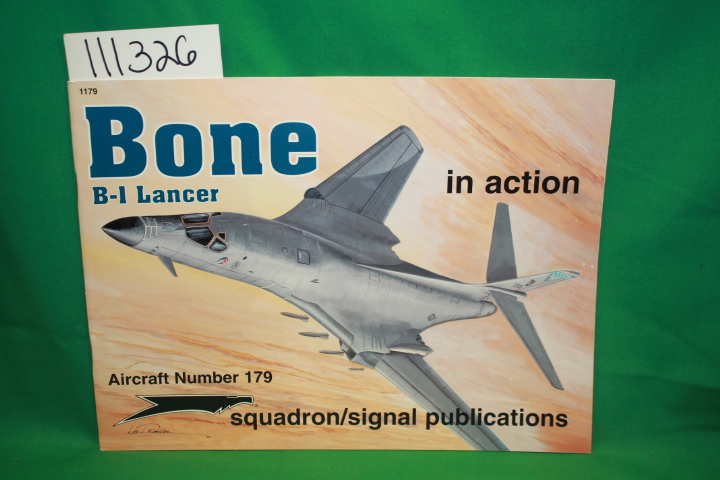 111326
1179
Bone
B-1 Lancer
in action
Aircraft Number 179
squadron/signal publications